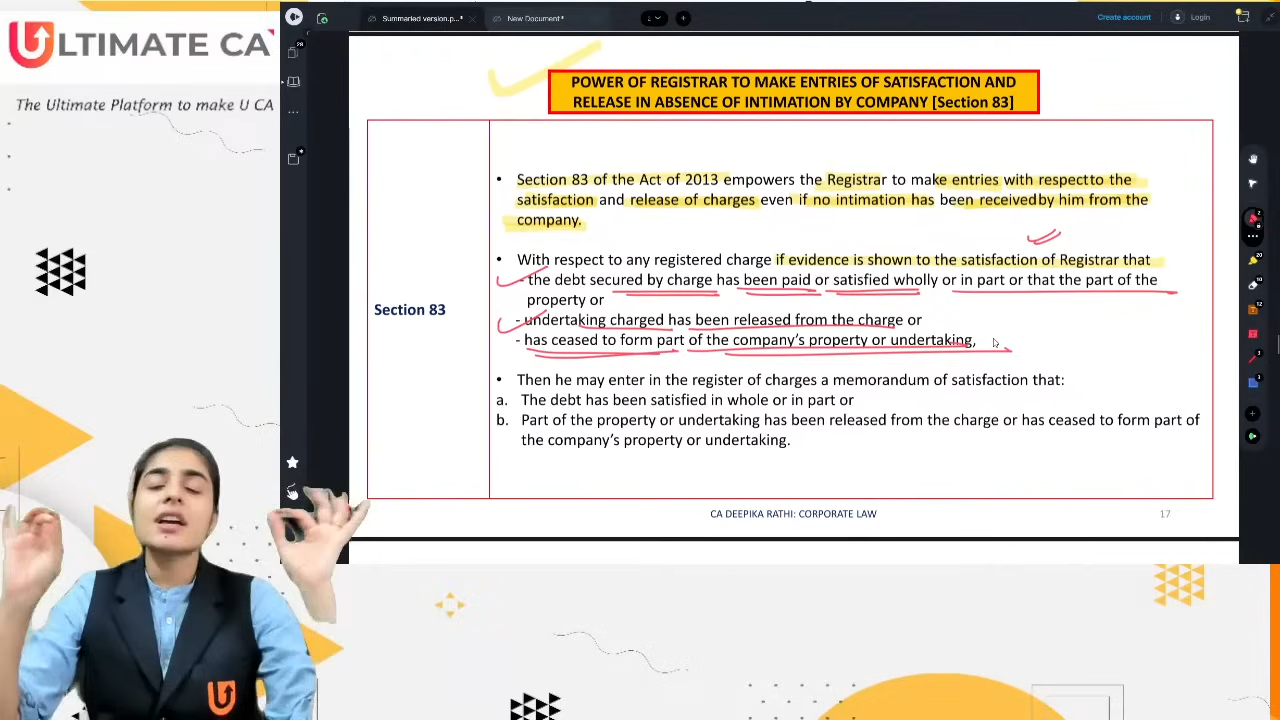 ULTIMATE CA
The Ultimate Platform to make U CA
Summaried version.p...*
New Document*
Create account
Login
POWER OF REGISTRAR TO MAKE ENTRIES OF SATISFACTION AND
RELEASE IN ABSENCE OF INTIMATION BY COMPANY [Section 83]
Section 83
• Section 83 of the Act of 2013 empowers the Registrar to make entries with respect to the
satisfaction and release of charges even if no intimation has been received by him from the
company.
• With respect to any registered charge if evidence is shown to the satisfaction of Registrar that
- the debt secured by charge has been paid or satisfied wholly or in part or that the part of the
property or
- undertaking charged has been released from the charge or
- has ceased to form part of the company's property or undertaking,
• Then he may enter in the register of charges a memorandum of satisfaction that:
a. The debt has been satisfied in whole or in part or
b. Part of the property or undertaking has been released from the charge or has ceased to form part of
the company's property or undertaking.
CA DEEPIKA RATHI: CORPORATE LAW
17